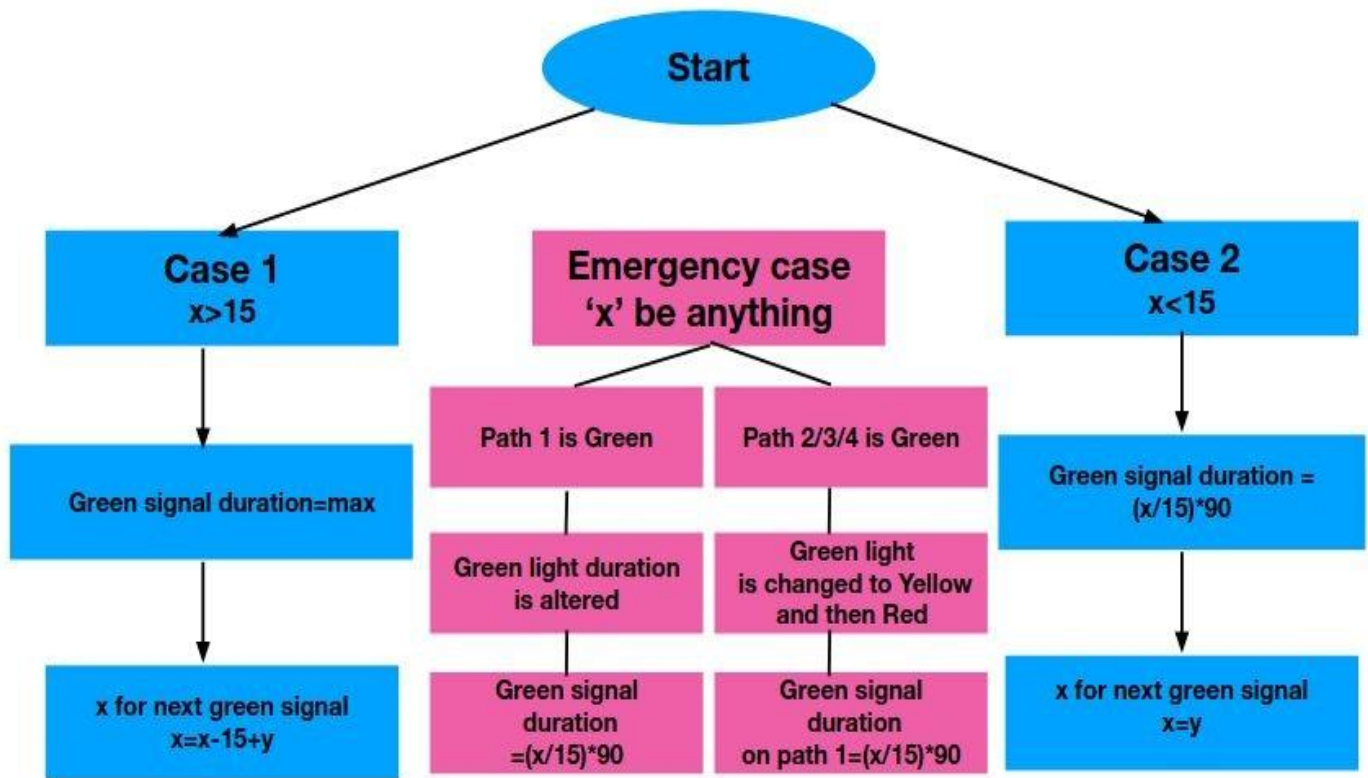 Start
Case 1
x>15
Emergency case
‘x’ be anything
Case 2
x<15
Path 1 is Green
Path 2/3/4 is Green
Green signal duration=max
Green signal duration =
(x/15)*90
Green light duration
is altered
Green light
is changed to Yellow
and then Red
x for next green signal
x=x-15+y
Green signal
duration
=(x/15)*90
Green signal
duration
on path 1=(x/15)*90
x for next green signal
x=y